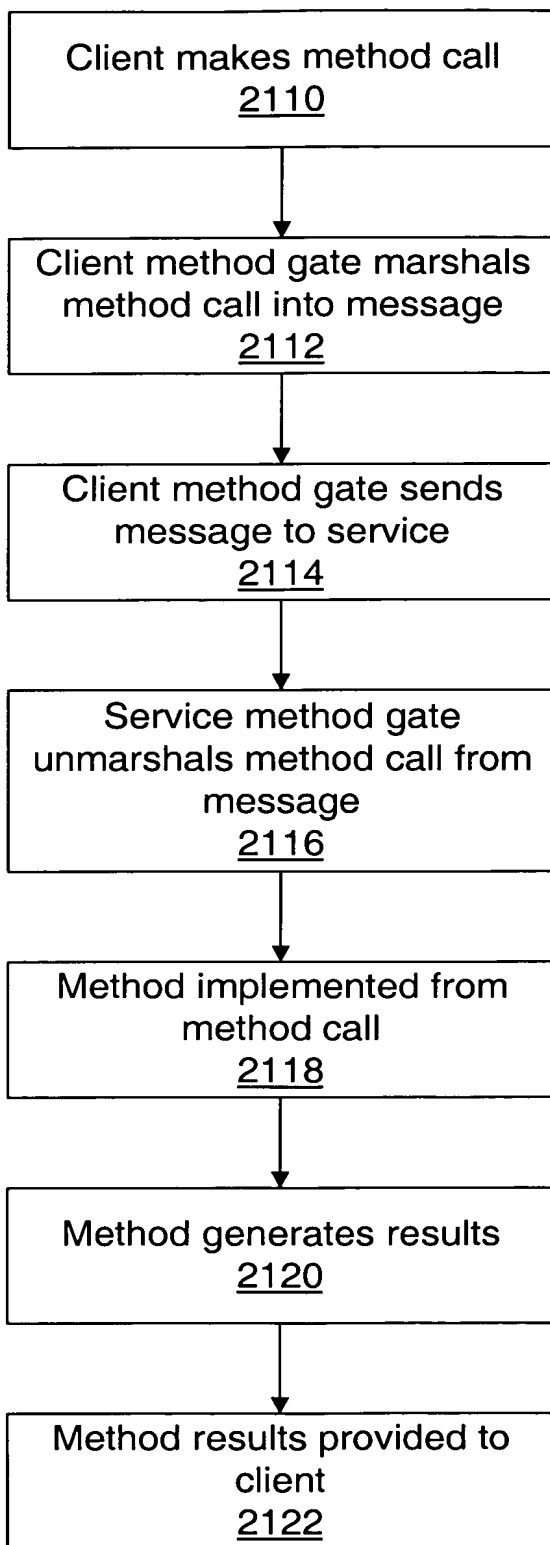 Client makes method call
2110
Client method gate marshals
method call into message
2112
Client method gate sends
message to service
2114
Service method gate
unmarshals method call from
message
2116
Method implemented from
method call
2118
Method generates results
2120
Method results provided to
client
2122